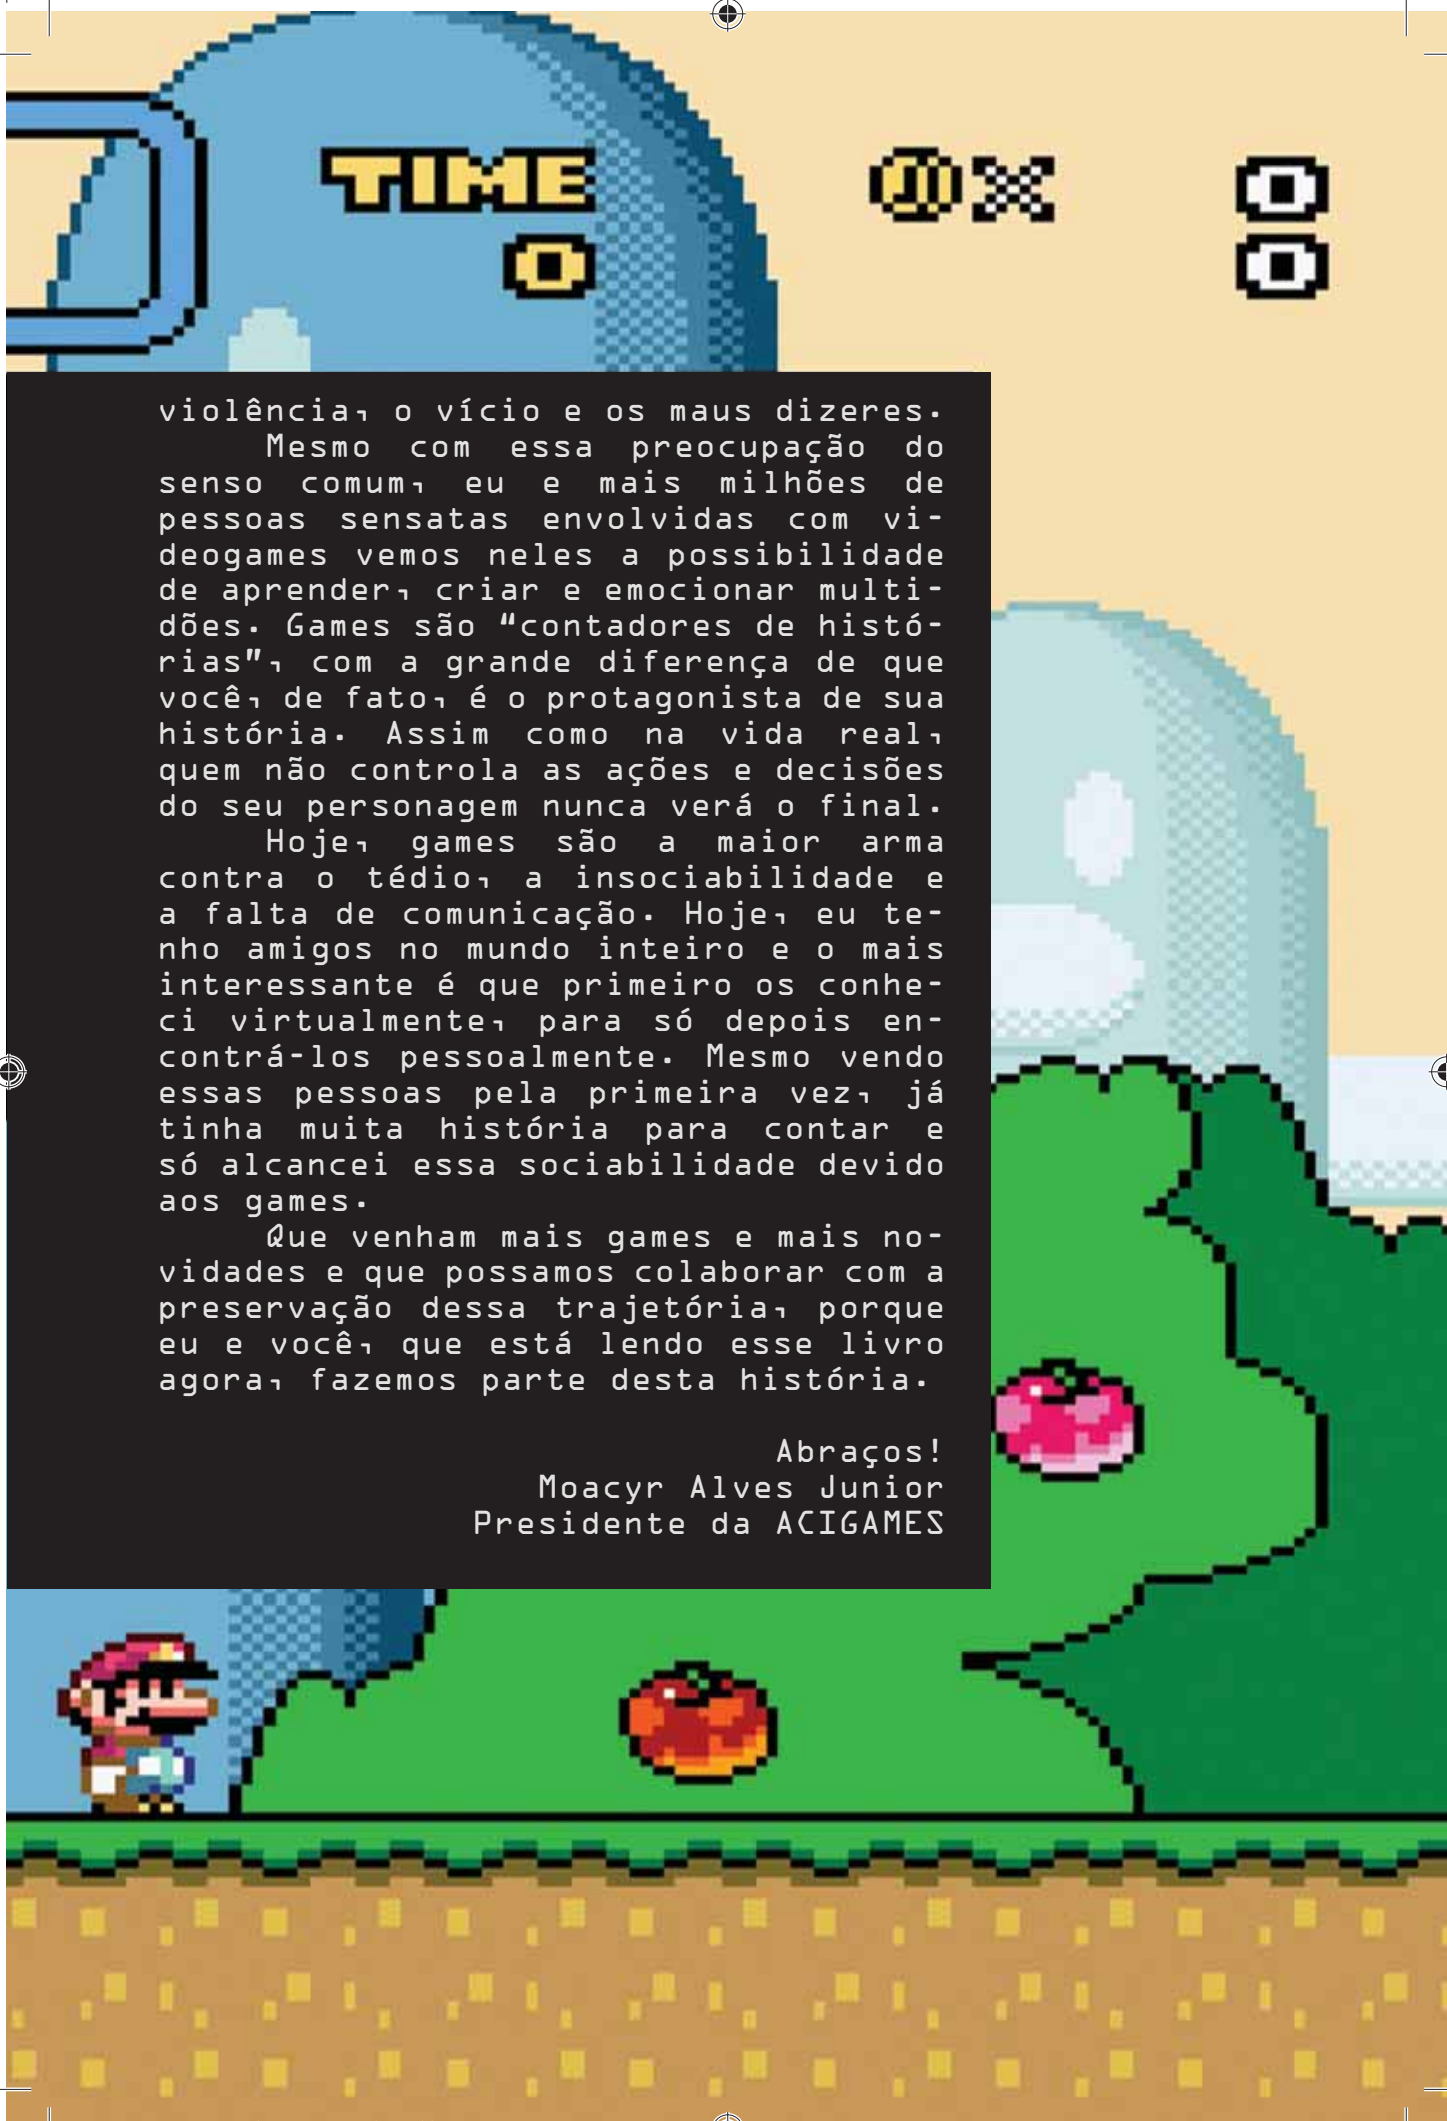 TIME
0
X
0
0
violência, o vício e os maus dizeres.
Mesmo com essa preocupação do
senso comum, eu e mais milhões de
pessoas sensatas envolvidas com vi-
deogames vemos neles a possibilidade
de aprender, criar e emocionar multi-
dões. Games são “contadores de histó-
rias”, com a grande diferença de que
você, de fato, é o protagonista de sua
história. Assim como na vida real,
quem não controla as ações e decisões
do seu personagem nunca verá o final.
Hoje, games são a maior arma
contra o tédio, a insociabilidade e
a falta de comunicação. Hoje, eu te-
nho amigos no mundo inteiro e o mais
interessante é que primeiro os conhe-
ci virtualmente, para só depois en-
contrá-los pessoalmente. Mesmo vendo
essas pessoas pela primeira vez, já
tinha muita história para contar e
só alcancei essa sociabilidade devido
aos games.
Que venham mais games e mais no-
vidades e que possamos colaborar com a
preservação dessa trajetória, porque
eu e você, que está lendo esse livro
agora, fazemos parte desta história.
Abraços!
Moacyr Alves Junior
Presidente da ACIGAMES